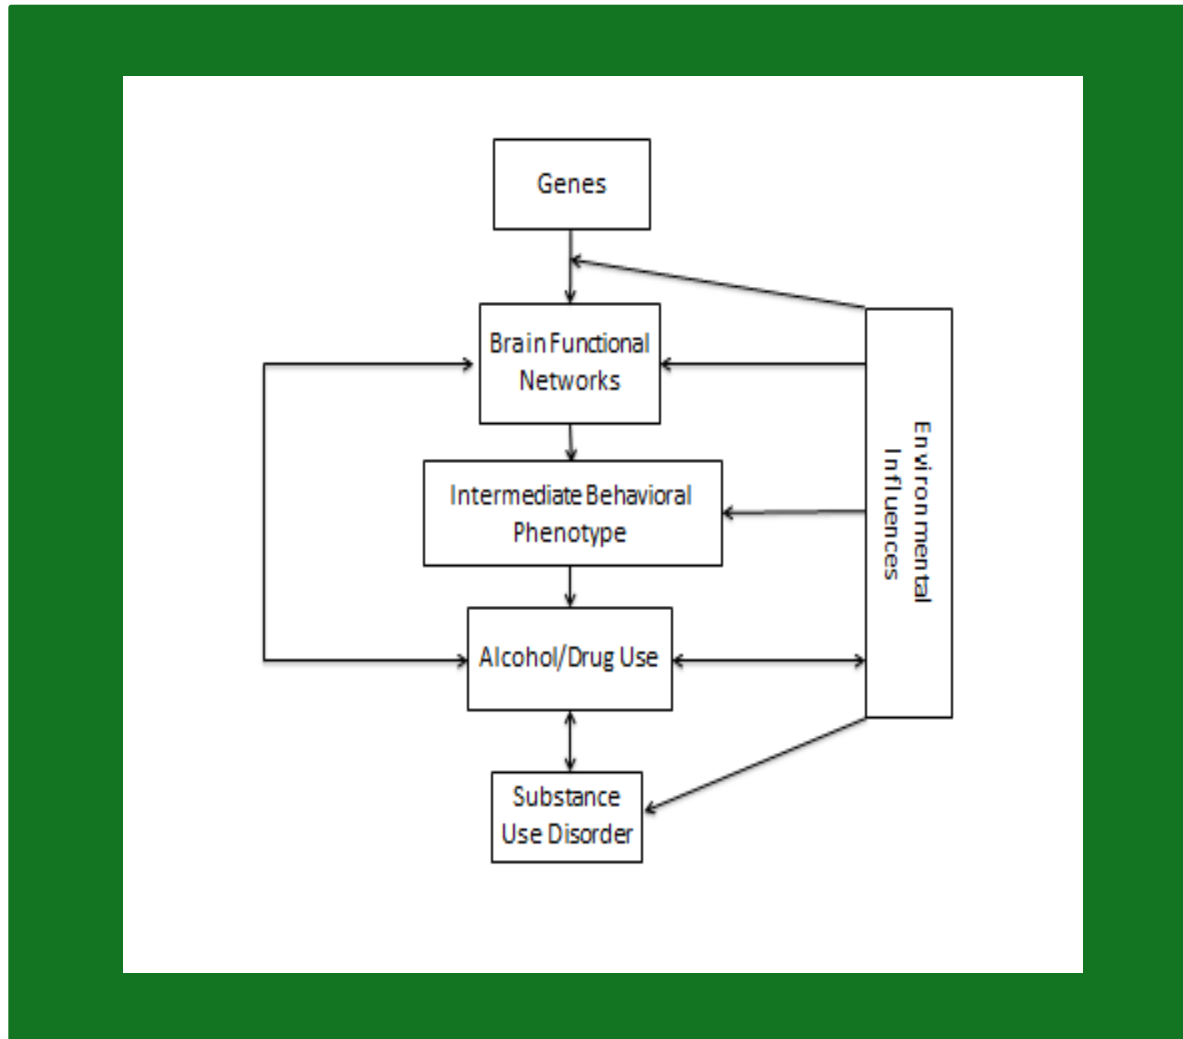 Genes
Brain Functional
Networks
Intermediate Behavioral
Phenotype
Alcohol/Drug Use
Substance
Use Disorder
Environmental
Influences